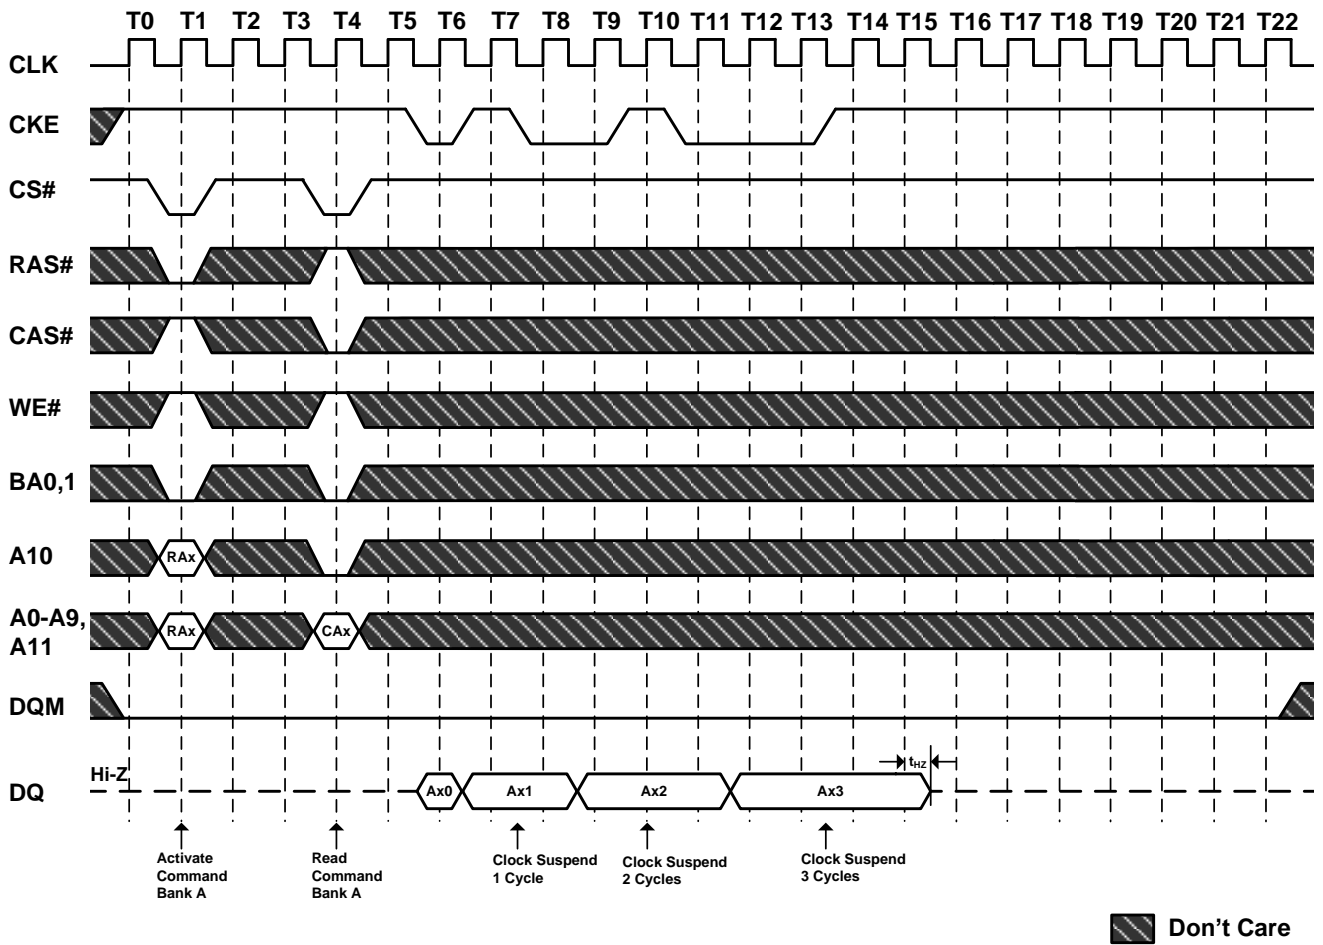 T0 T1 T2 T3 T4 T5 T6 T7 T8 T9 T10 T11 T12 T13 T14 T15 T16 T17 T18 T19 T20 T21 T22
CLK
CKE
CS#
RAS#
CAS#
WE#
BA0,1
A10 RAx
A0-A9,
A11 RAx CAx
DQM
Hi-Z tHZ
DQ Ax0 Ax1 Ax2 Ax3
Activate
Command
Bank A
Read
Command
Bank A
Clock Suspend
1 Cycle
Clock Suspend
2 Cycles
Clock Suspend
3 Cycles
Don't Care